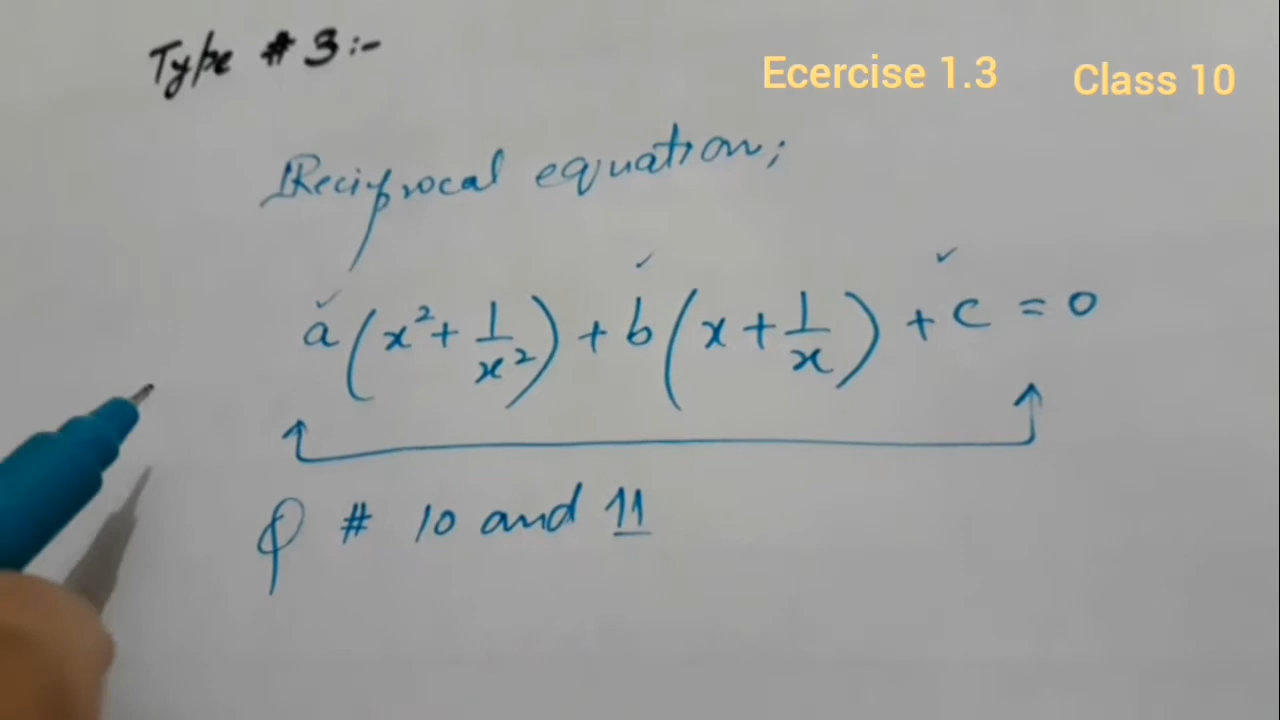 Type # 3:-
Ecercise 1.3 Class 10
Reciprocal equation;
a(x² + 1/x²) + b(x + 1/x) + c = 0
Q # 10 and 11